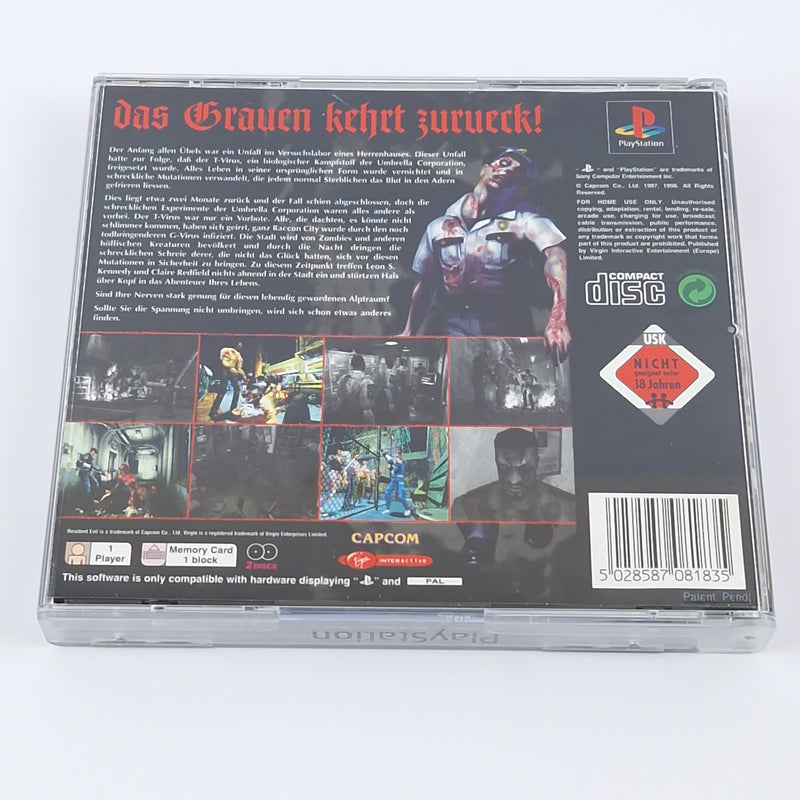 das Grauen kehrt zurueck!
Der Anfang allen Übels war ein Unfall im Versuchslabor eines Herrenhauses. Dieser Unfall
hatte zur Folge, daß der T-Virus, ein biologischer Kampfstoff der Umbrella Corporation,
freigesetzt wurde. Alles Leben in seiner ursprünglichen Form wurde vernichtet und in
schreckliche Mutationen verwandelt, die jedem normal Sterblichen das Blut in den Adern
gefrieren liessen.
Dies liegt etwa zwei Monate zurück und der Fall schien abgeschlossen, doch die
schrecklichen Experimente der Umbrella Corporation waren alles andere als
vorbei. Der T-Virus war nur ein Vorbote. Alle, die dachten, es könnte nicht
schlimmer kommen, haben sich geirrt, ganz Raccon City wurde durch den noch
todbringenderen G-Virus infiziert. Die Stadt wird von Zombies und anderen
höllischen Kreaturen bevölkert und durch die Nacht dringen die
schrecklichen Schreie derer, die nicht das Glück hatten, sich vor diesen
Mutationen in Sicherheit zu bringen. Zu diesem Zeitpunkt treffen Leon S.
Kennedy und Claire Redfield nichts ahnend in der Stadt ein und stürtzen Hals
über Kopf in das Abenteuer Ihres Lebens.
Sind Ihre Nerven stark genung für diesen lebendig gewordenen Alptraum?
Sollte Sie die Spannung nicht umbringen, wird sich schon etwas anderes
finden.
PlayStation
" " and "PlayStation" are trademarks of
Sony Computer Entertainment Inc.
© Capcom Co., Ltd. 1997, 1998. All Rights
Reserved.
FOR HOME USE ONLY. Unauthorised
copying, adaptation, rental, lending, re-sale,
arcade use, charging for use, broadcast,
cable transmission, public performance,
distribution or extraction of this product or
any trademark or copyright work that forms
part of this product are prohibited. Published
by Virgin Interactive Entertainment (Europe)
Limited.
COMPACT
disc
USK
NICHT
geeignet unter
18 Jahren
Resident Evil is a trademark of Capcom Co., Ltd. Virgin is a registered trademark of Virgin Enterprises Limited.
1
Player
Memory Card
1 block
2 DISCS
CAPCOM
Virgin INTERACTIVE
This software is only compatible with hardware displaying " " and PAL
5 028587 081835
Patent Pend
PlayStation